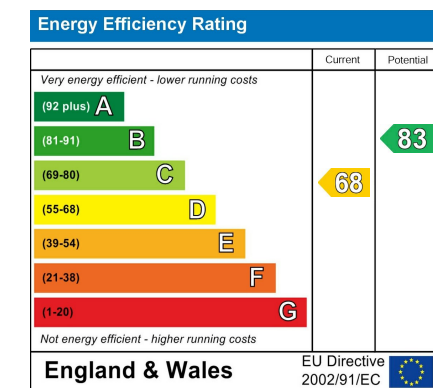 Energy Efficiency Rating
Current Potential
Very energy efficient - lower running costs
(92 plus) A
(81-91) B
83
(69-80) C
68
(55-68) D
(39-54) E
(21-38) F
(1-20) G
Not energy efficient - higher running costs
England & Wales
EU Directive
2002/91/EC